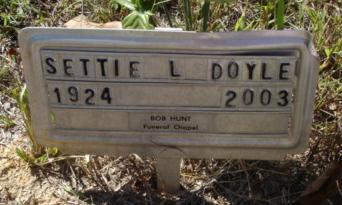 SETTIE L DOYLE
1924 2003
BOB HUNT
Funeral Chapel